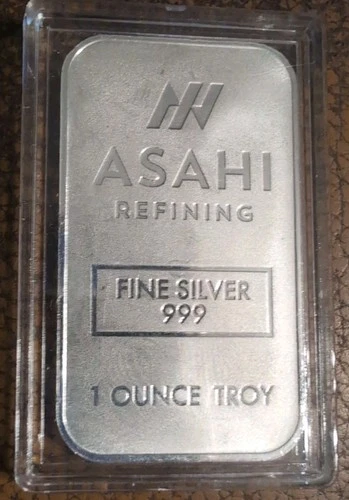 ASAHI
REFINING
FINE SILVER
999
1 OUNCE TROY